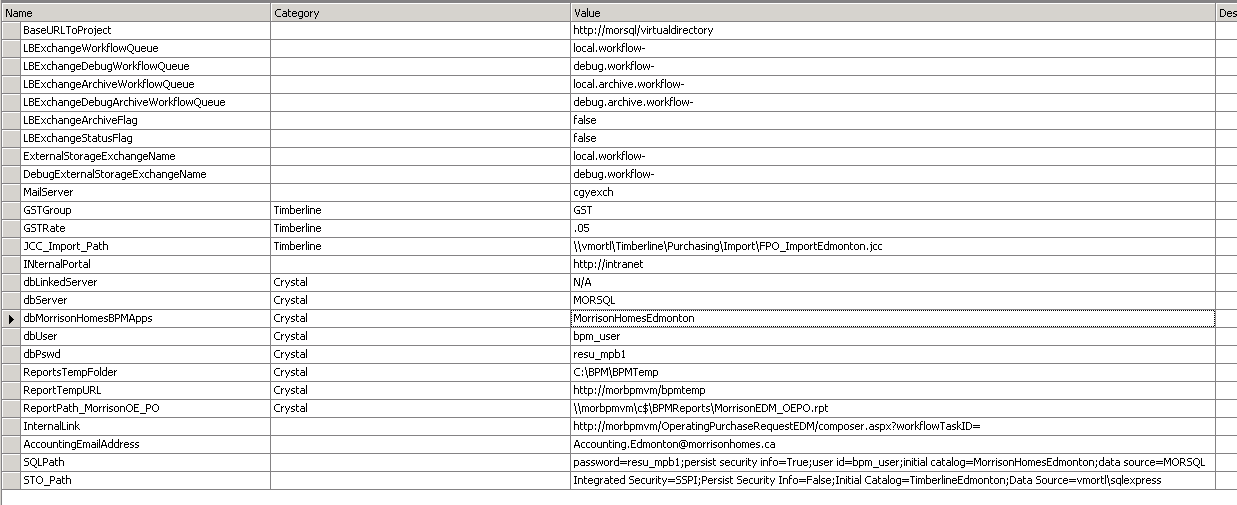 Name Category Value Des
BaseURLToProject http://morsql/virtualdirectory
LBExchangeWorkflowQueue local.workflow-
LBExchangeDebugWorkflowQueue debug.workflow-
LBExchangeArchiveWorkflowQueue local.archive.workflow-
LBExchangeDebugArchiveWorkflowQueue debug.archive.workflow-
LBExchangeArchiveFlag false
LBExchangeStatusFlag false
ExternalStorageExchangeName local.workflow-
DebugExternalStorageExchangeName debug.workflow-
MailServer cgyexch
GSTGroup Timberline GST
GSTRate Timberline .05
JCC_Import_Path Timberline \\vmortl\Timberline\Purchasing\Import\FPO_ImportEdmonton.jcc
INternalPortal http://intranet
dbLinkedServer Crystal N/A
dbServer Crystal MORSQL
dbMorrisonHomesBPMApps Crystal MorrisonHomesEdmonton
dbUser Crystal bpm_user
dbPswd Crystal resu_mpb1
ReportsTempFolder Crystal C:\BPM\BPMTemp
ReportTempURL Crystal http://morbpmvm/bpmtemp
ReportPath_MorrisonOE_PO Crystal \\morbpmvm\c$\BPMReports\MorrisonEDM_OEPO.rpt
InternalLink http://morbpmvm/OperatingPurchaseRequestEDM/composer.aspx?workflowTaskID=
AccountingEmailAddress Accounting.Edmonton@morrisonhomes.ca
SQLPath password=resu_mpb1;persist security info=True;user id=bpm_user;initial catalog=MorrisonHomesEdmonton;data source=MORSQL
STO_Path Integrated Security=SSPI;Persist Security Info=False;Initial Catalog=TimberlineEdmonton;Data Source=vmortl\sqlexpress